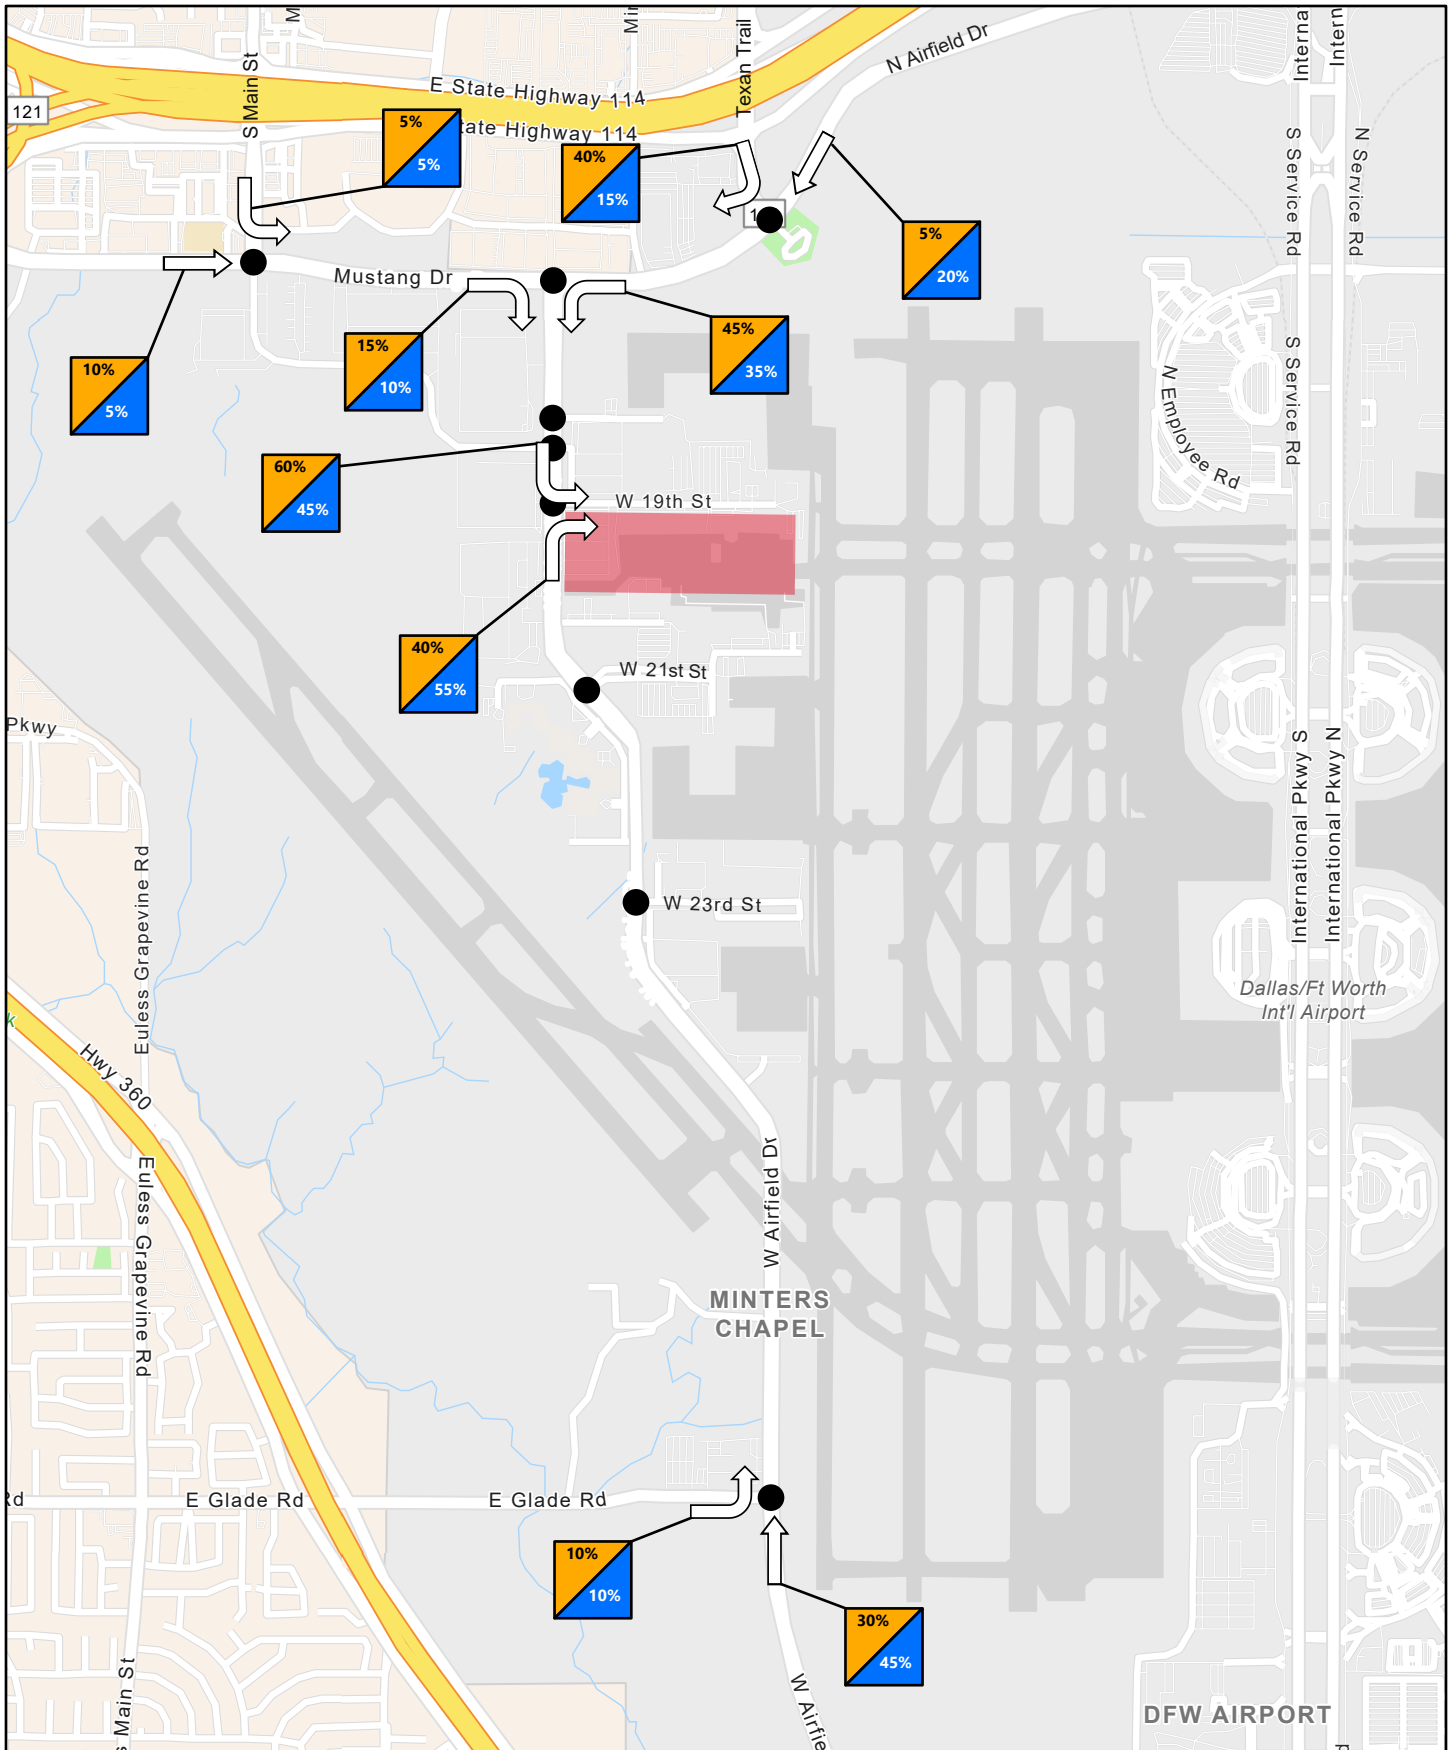 Texan Trail
N Airfield Dr
Interna
Intern
S Main St
E State Highway 114
tate Highway 114
121
5%
5%
40%
15%
S Service Rd
N Service Rd
1
5%
20%
Mustang Dr
10%
5%
15%
10%
45%
35%
S Service Rd
N Employee Rd
60%
45%
W 19th St
40%
55%
W 21st St
Pkwy
International Pkwy S
International Pkwy N
Euless Grapevine Rd
W 23rd St
Dallas/Ft Worth
Int'l Airport
k
Hwy 360
W Airfield Dr
Euless Grapevine Rd
MINTERS
CHAPEL
Rd
E Glade Rd
E Glade Rd
10%
10%
30%
45%
Main St
W Airfie
DFW AIRPORT